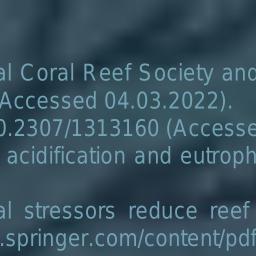 al Coral Reef Society and
Accessed 04.03.2022).
0.2307/1313160 (Accesse
acidification and eutroph
al stressors reduce reef
.springer.com/content/pdf